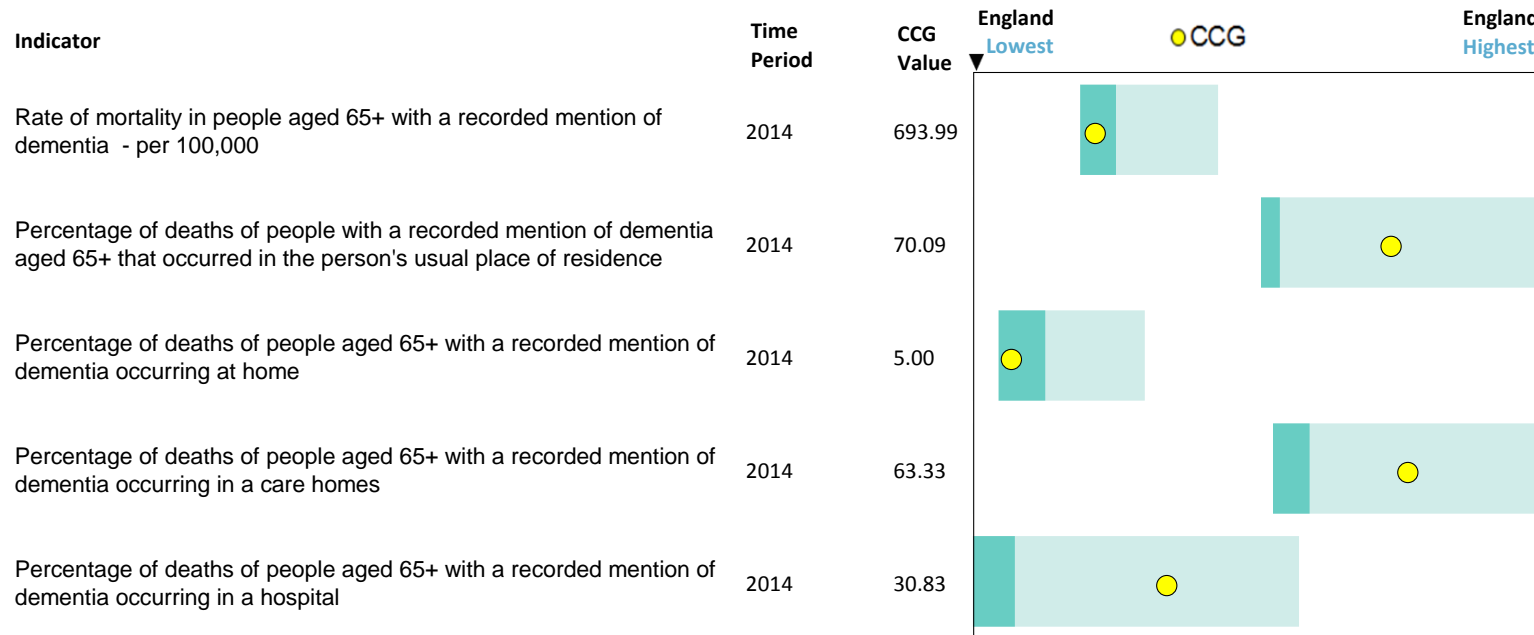 Indicator
Time Period
CCG Value
England Lowest
CCG
England Highest
Rate of mortality in people aged 65+ with a recorded mention of
dementia - per 100,000
2014
693.99
Percentage of deaths of people with a recorded mention of dementia
aged 65+ that occurred in the person's usual place of residence
2014
70.09
Percentage of deaths of people aged 65+ with a recorded mention of
dementia occurring at home
2014
5.00
Percentage of deaths of people aged 65+ with a recorded mention of
dementia occurring in a care homes
2014
63.33
Percentage of deaths of people aged 65+ with a recorded mention of
dementia occurring in a hospital
2014
30.83